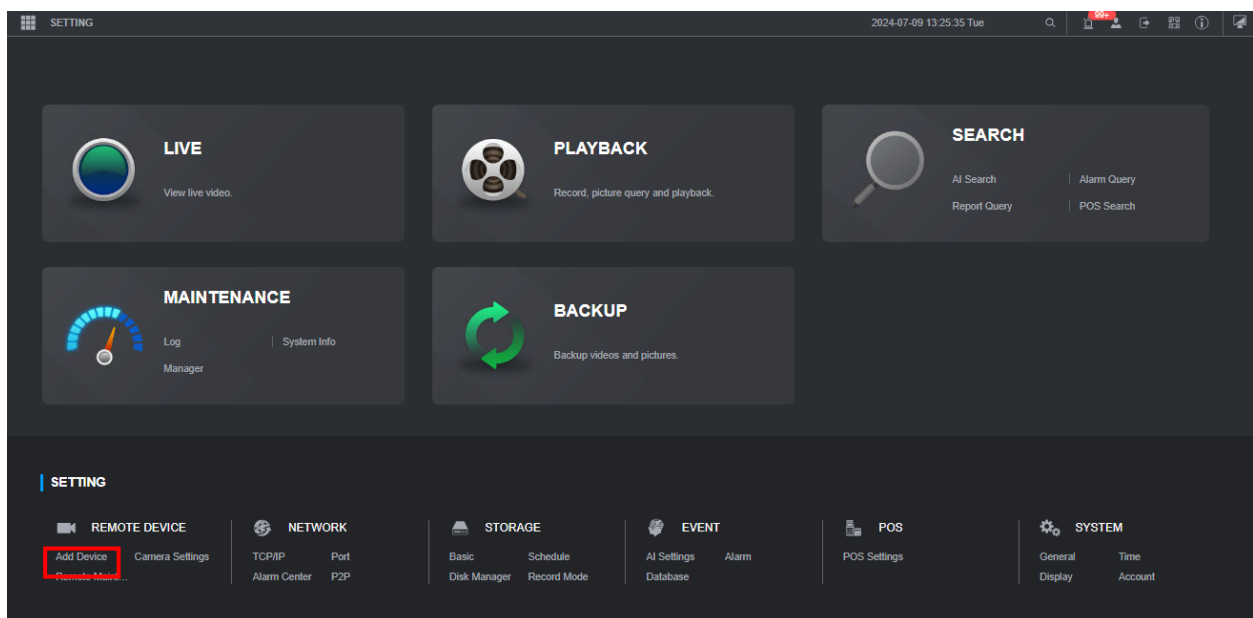 SETTING 2024-07-09 13:25:35 Tue 99+
LIVE
View live video.
PLAYBACK
Record, picture query and playback.
SEARCH
AI Search Alarm Query
Report Query POS Search
MAINTENANCE
Log System Info
Manager
BACKUP
Backup videos and pictures.
SETTING
REMOTE DEVICE
Add Device Camera Settings
Remote Maint...
NETWORK
TCP/IP Port
Alarm Center P2P
STORAGE
Basic Schedule
Disk Manager Record Mode
EVENT
AI Settings Alarm
Database
POS
POS Settings
SYSTEM
General Time
Display Account